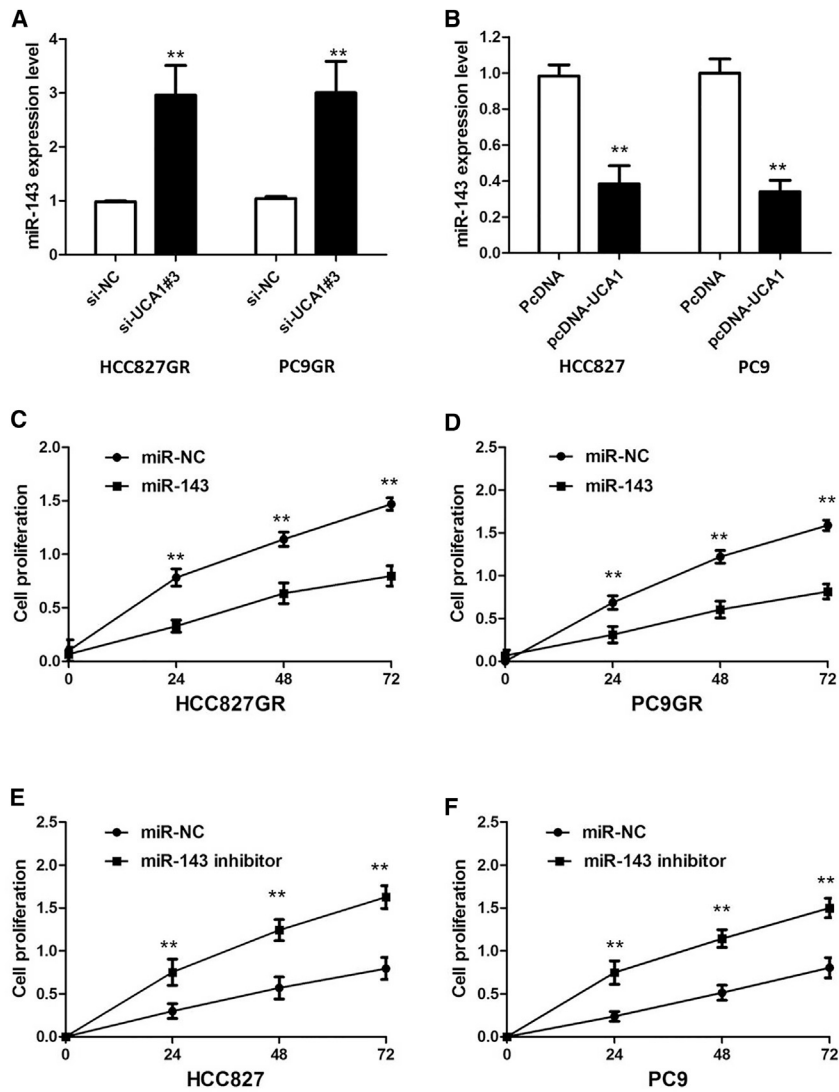 A
miR-143 expression level
4
3
2
1
0
**
**
si-NC
si-UCA1#3
si-NC
si-UCA1#3
HCC827GR
PC9GR
B
miR-143 expression level
1.2
1.0
0.8
0.6
0.4
0.2
0.0
**
**
PcDNA
pcDNA-UCA1
PcDNA
pcDNA-UCA1
HCC827
PC9
C
Cell proliferation
2.0
1.5
1.0
0.5
0.0
miR-NC
miR-143
**
**
**
0 24 48 72
HCC827GR
D
Cell proliferation
2.5
2.0
1.5
1.0
0.5
0.0
miR-NC
miR-143
**
**
**
0 24 48 72
PC9GR
E
Cell proliferation
2.5
2.0
1.5
1.0
0.5
0.0
miR-NC
miR-143 inhibitor
**
**
**
0 24 48 72
HCC827
F
Cell proliferation
2.5
2.0
1.5
1.0
0.5
0.0
miR-NC
miR-143 inhibitor
**
**
**
0 24 48 72
PC9